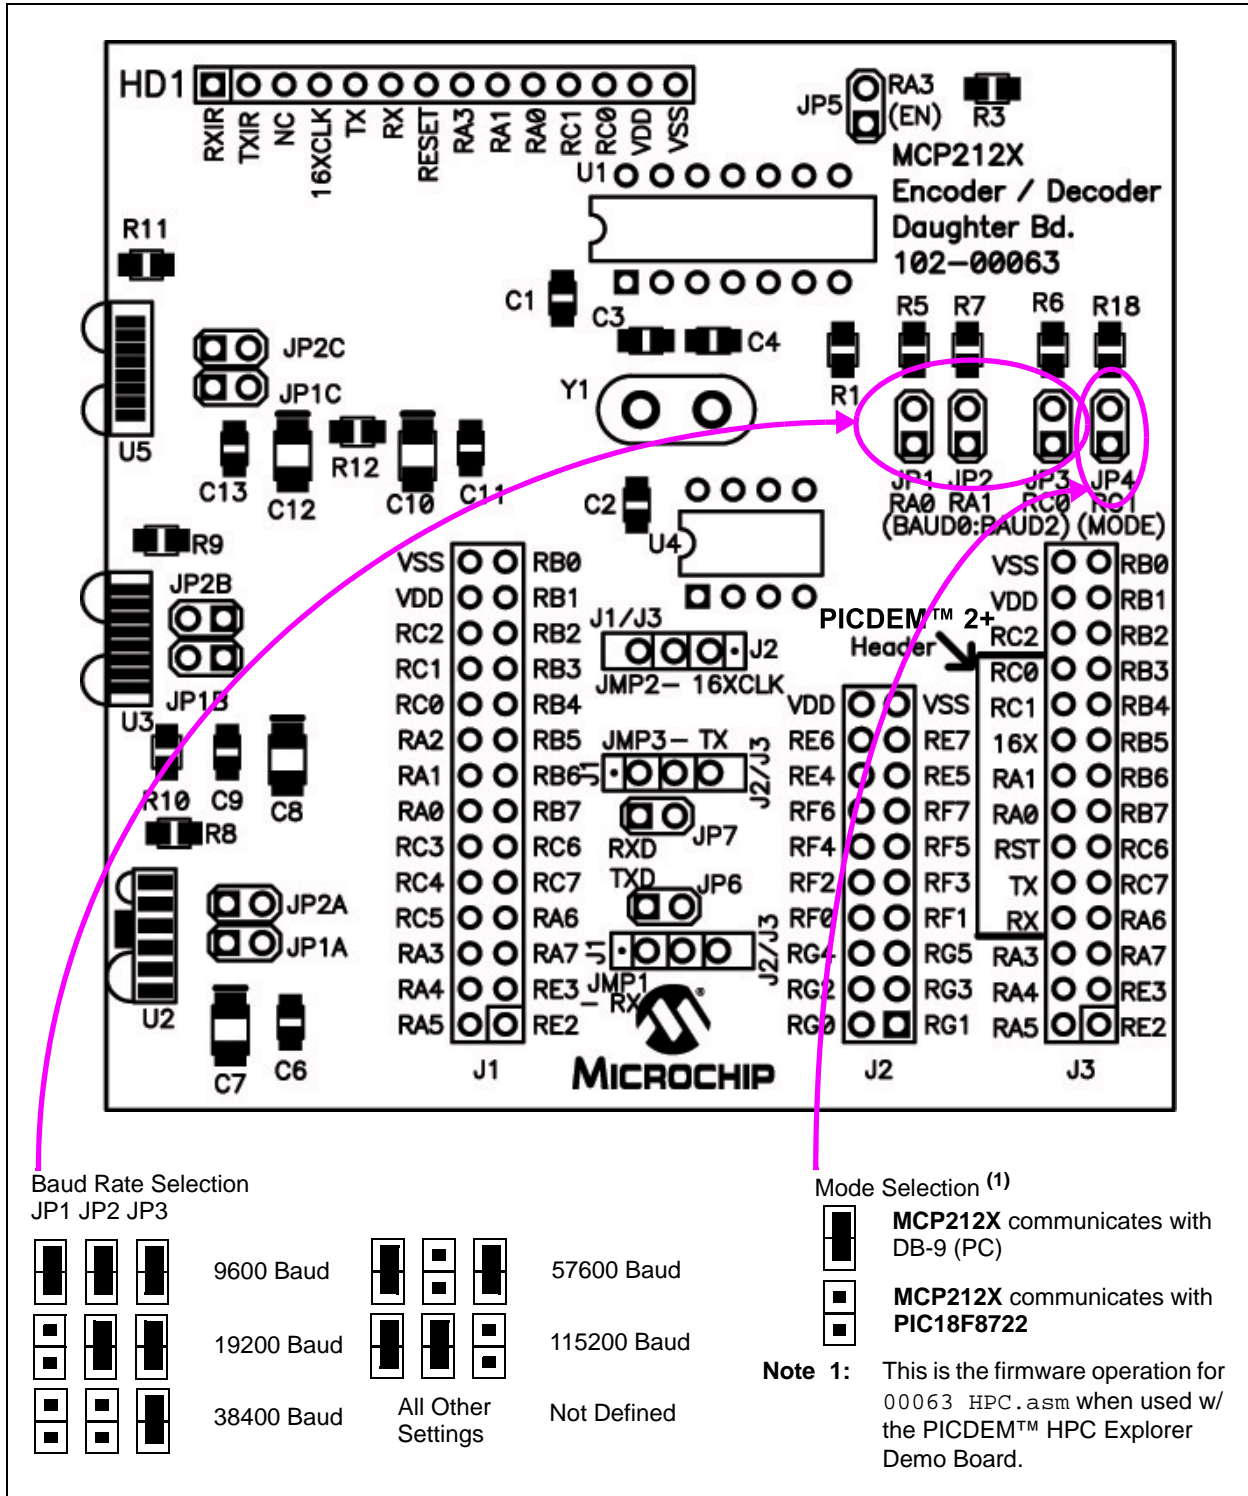 HD1
RXIR
TXIR
NC
16XCLK
TX
RX
RESET
RA3
RA1
RA0
RC1
RC0
VDD
VSS
JP5
RA3
(EN)
R3
MCP212X
Encoder / Decoder
Daughter Bd.
102-00063
U1
R11
C1
C3
C4
R5 R7 R6 R18
R1
JP2C
JP1C
U5
Y1
R12
C13
C12
C10
C11
JP1 JP2 JP3 JP4
RA0 RA1 RC0 RC1
(BAUD0:BAUD2) (MODE)
C2
U4
R9
JP2B
JP1B
U3
R10
C9
C8
R8
JP2A
JP1A
U2
C7
C6
VSS RB0
VDD RB1
RC2 RB2
RC1 RB3
RC0 RB4
RA2 RB5
RA1 RB6
RA0 RB7
RC3 RC6
RC4 RC7
RC5 RA6
RA3 RA7
RA4 RE3
RA5 RE2
J1
J1/J3
J2
JMP2- 16XCLK
JMP3- TX
J1
J2/J3
JP7
RXD
TXD
JP6
J1
J2/J3
JMP1
- RX
MICROCHIP
®
PICDEM™ 2+
Header
VDD VSS
RE6 RE7
RE4 RE5
RF6 RF7
RF4 RF5
RF2 RF3
RF0 RF1
RG4 RG5
RG2 RG3
RG0 RG1
J2
VSS RB0
VDD RB1
RC2 RB2
RC0 RB3
RC1 RB4
16X RB5
RA1 RB6
RA0 RB7
RST RC6
TX RC7
RX RA6
RA3 RA7
RA4 RE3
RA5 RE2
J3
Baud Rate Selection
JP1 JP2 JP3
9600 Baud
19200 Baud
38400 Baud
57600 Baud
115200 Baud
All Other
Settings
Not Defined
Mode Selection (1)
MCP212X communicates with
DB-9 (PC)
MCP212X communicates with
PIC18F8722
Note 1: This is the firmware operation for
00063 HPC.asm when used w/
the PICDEM™ HPC Explorer
Demo Board.